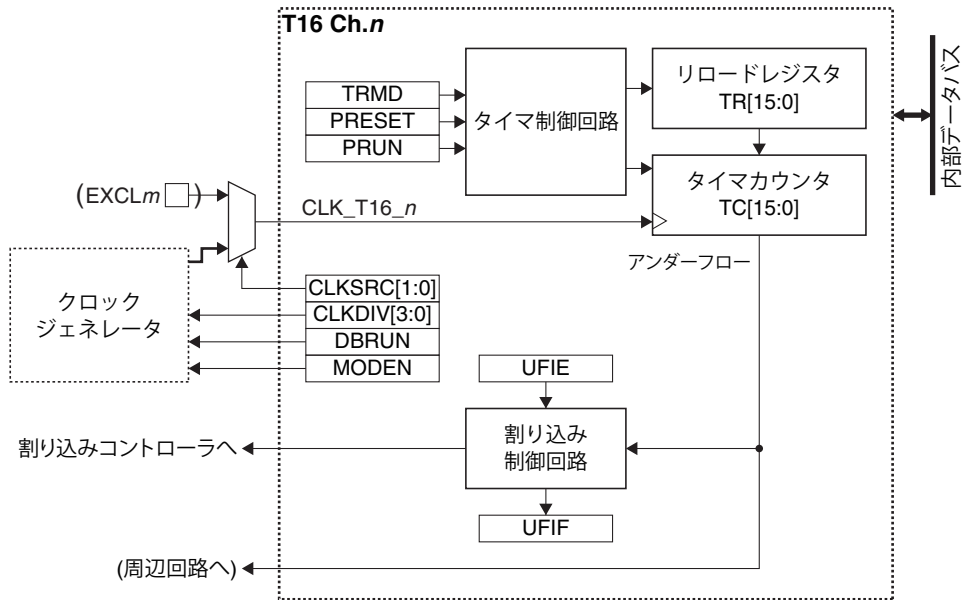 T16 Ch.n
TRMD
PRESET
PRUN
タイマ制御回路
リロードレジスタ
TR[15:0]
タイマカウンタ
TC[15:0]
内部データバス
(EXCLm )
CLK_T16_n
アンダーフロー
クロック
ジェネレータ
CLKSRC[1:0]
CLKDIV[3:0]
DBRUN
MODEN
UFIE
割り込み
制御回路
UFIF
割り込みコントローラへ
(周辺回路へ)